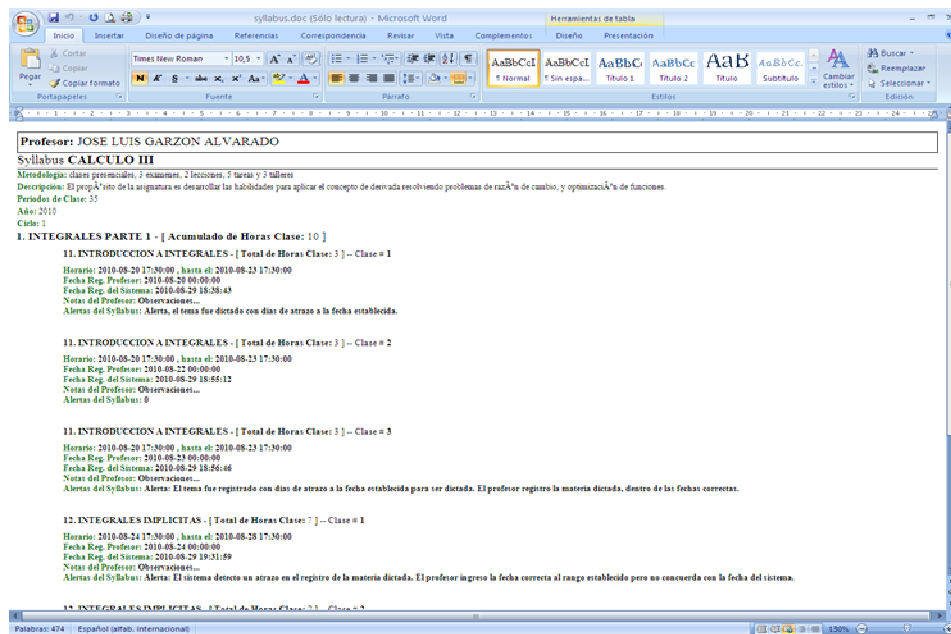 syllabus.doc (Sólo lectura) - Microsoft Word
Herramientas de tabla
Inicio Insertar Diseño de página Referencias Correspondencia Revisar Vista Complementos Diseño Presentación
Pegar
Cortar
Copiar
Copiar formato
Portapapeles
Times New Roman 10,5
N K S abc x₂ x² Aa
Fuente
Párrafo
AaBbCcI AaBbCcI AaBbC AaBbCc AaB AaBbCc.
¶ Normal ¶ Sin espa... Título 1 Título 2 Título Subtítulo
Estilos
Cambiar estilos
Buscar
Reemplazar
Seleccionar
Edición
Profesor: JOSE LUIS GARZON ALVARADO
Syllabus CALCULO III
Metodología: clases presenciales, 3 examenes, 2 lecciones, 5 tareas y 3 talleres
Descripción: El propÃ³sito de la asignatura es desarrollar las habilidades para aplicar el concepto de derivada resolviendo problemas de razÃ³n de cambio, y optimizaciÃ³n de funciones.
Periodos de Clase: 35
Año: 2010
Ciclo: 1
1. INTEGRALES PARTE 1 - [ Acumulado de Horas Clase: 10 ]
11. INTRODUCCION A INTEGRALES - [ Total de Horas Clase: 3 ] -- Clase = 1
Horario: 2010-08-20 17:30:00 , hasta el: 2010-08-23 17:30:00
Fecha Reg. Profesor: 2010-08-20 00:00:00
Fecha Reg. del Sistema: 2010-08-29 18:38:43
Notas del Profesor: Observaciones...
Alertas del Syllabus: Alerta, el tema fue dictado con dias de atrazo a la fecha establecida.
11. INTRODUCCION A INTEGRALES - [ Total de Horas Clase: 3 ] -- Clase = 2
Horario: 2010-08-20 17:30:00 , hasta el: 2010-08-23 17:30:00
Fecha Reg. Profesor: 2010-08-22 00:00:00
Fecha Reg. del Sistema: 2010-08-29 18:55:12
Notas del Profesor: Observaciones...
Alertas del Syllabus: 0
11. INTRODUCCION A INTEGRALES - [ Total de Horas Clase: 3 ] -- Clase = 3
Horario: 2010-08-20 17:30:00 , hasta el: 2010-08-23 17:30:00
Fecha Reg. Profesor: 2010-08-23 00:00:00
Fecha Reg. del Sistema: 2010-08-29 18:56:46
Notas del Profesor: Observaciones...
Alertas del Syllabus: Alerta: El tema fue registrado con dias de atrazo a la fecha establecida para ser dictada. El profesor registro la materia dictada, dentro de las fechas correctas.
12. INTEGRALES IMPLICITAS - [ Total de Horas Clase: 7 ] -- Clase = 1
Horario: 2010-08-24 17:30:00 , hasta el: 2010-08-28 17:30:00
Fecha Reg. Profesor: 2010-08-24 00:00:00
Fecha Reg. del Sistema: 2010-08-29 19:31:59
Notas del Profesor: Observaciones...
Alertas del Syllabus: Alerta: El sistema detecto un atrazo en el registro de la materia dictada. El profesor ingreso la fecha correcta al rango establecido pero no concuerda con la fecha del sistema.
12. INTEGRALES IMPLICITAS - [ Total de Horas Clase: 7 ] -- Clase = 2
Palabras: 474 Español (alfab. internacional) 130%